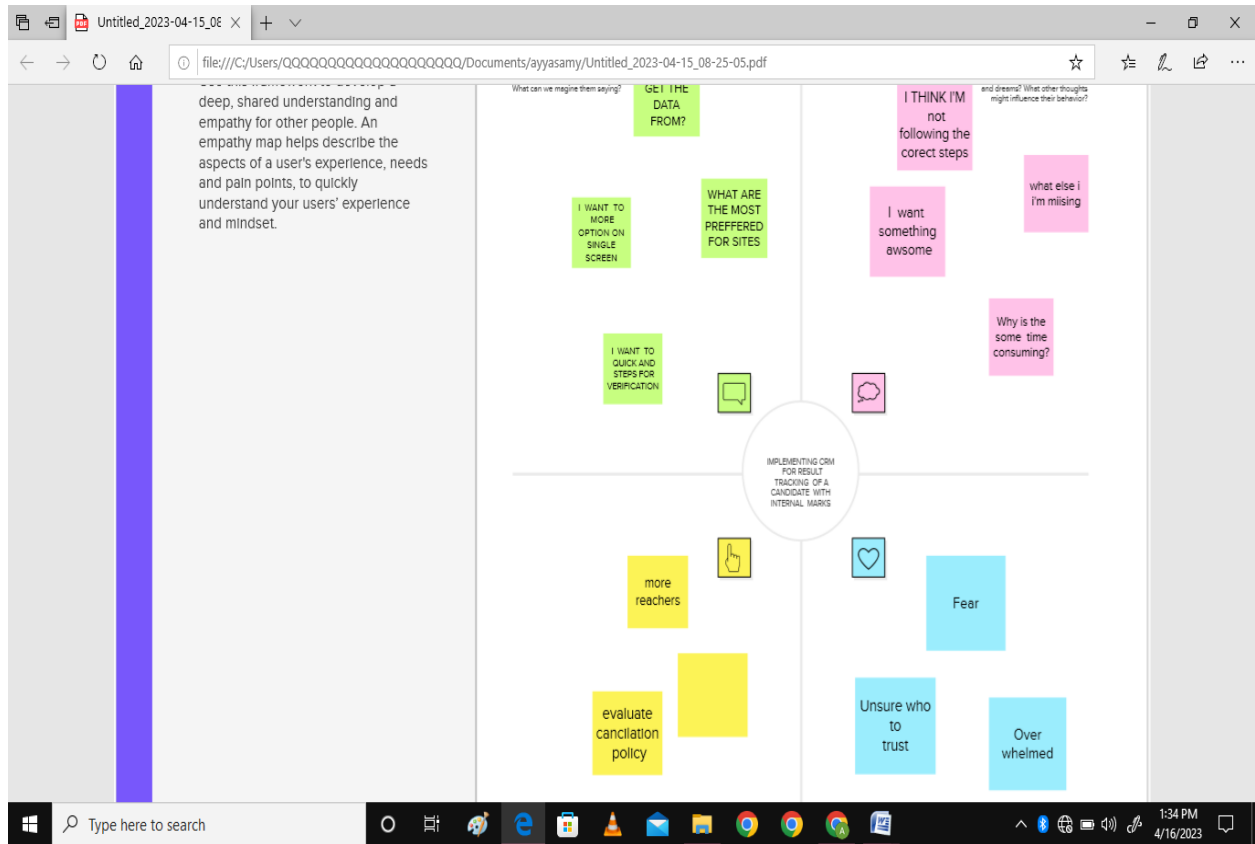 Untitled_2023-04-15_08
file:///C:/Users/QQQQQQQQQQQQQQQQQQQQ/Documents/ayyasamy/Untitled_2023-04-15_08-25-05.pdf
deep, shared understanding and
empathy for other people. An
empathy map helps describe the
aspects of a user's experience, needs
and pain points, to quickly
understand your users' experience
and mindset.
What can we magine them saying?
GET THE
DATA
FROM?
I WANT TO
MORE
OPTION ON
SINGLE
SCREEN
WHAT ARE
THE MOST
PREFFERED
FOR SITES
I WANT TO
QUICK AND
STEPS FOR
VERIFICATION
and dreams? What other thoughts
might influence their behavior?
I THINK I'M
not
following the
corect steps
what else i
i'm miising
I want
something
awsome
Why is the
some time
consuming?
IMPLEMENTING CRM
FOR RESULT
TRACKING OF A
CANDIDATE WITH
INTERNAL MARKS
more
reachers
evaluate
cancilation
policy
Fear
Unsure who
to
trust
Over
whelmed
Type here to search
1:34 PM
4/16/2023